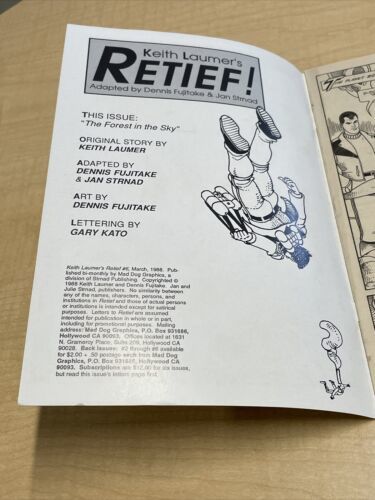 Keith Laumer's
RETIEF!
Adapted by Dennis Fujitake & Jan Strnad
THIS ISSUE:
"The Forest in the Sky"
ORIGINAL STORY BY
KEITH LAUMER
ADAPTED BY
DENNIS FUJITAKE
& JAN STRNAD
ART BY
DENNIS FUJITAKE
LETTERING BY
GARY KATO
Keith Laumer's Retief #6, March, 1988. Pub-
lished bi-monthly by Mad Dog Graphics, a
division of Strnad Publishing. Copyrighted ©
1988 Keith Laumer and Dennis Fujitake. Jan and
Julie Strnad, publishers. No similarity between
any of the names, characters, persons, and
institutions in Retief and those of actual persons
or institutions is intended except for satirical
purposes. Letters to Retief are assumed
intended for publication in whole or in part,
including for promotional purposes. Mailing
address: Mad Dog Graphics, P.O. Box 931686,
Hollywood CA 90093. Offices located at 1831
N. Gramercy Place, Suite 209, Hollywood CA
90028. Back Issues: #2 through #6 available
for $2.00 + .50 postage each from Mad Dog
Graphics, P.O. Box 931686, Hollywood CA
90093. Subscriptions are $12.00 for six issues,
but read this issue's letters page first.
THE PLANET